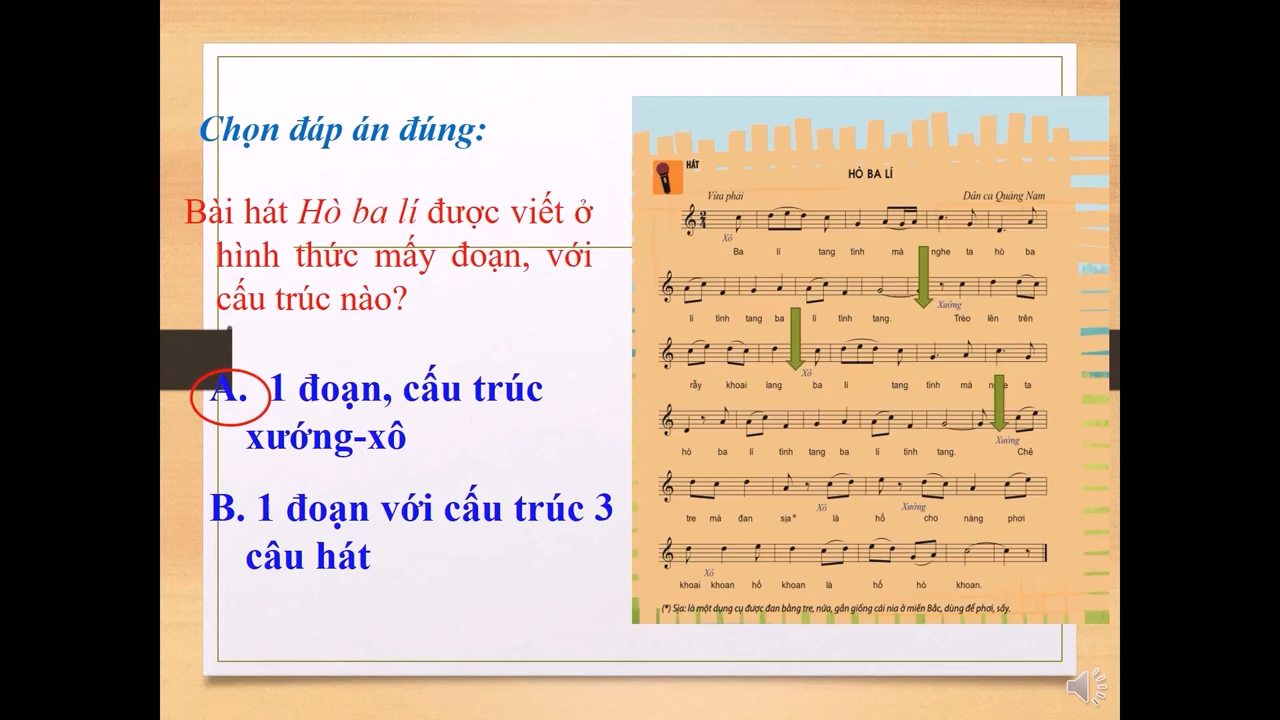 Chọn đáp án đúng:
Bài hát Hò ba lí được viết ở
hình thức mấy đoạn, với
cấu trúc nào?
A. 1 đoạn, cấu trúc
xướng-xô
B. 1 đoạn với cấu trúc 3
câu hát
HÁT
HÒ BA LÍ
Vừa phải
Dân ca Quảng Nam
Xô
Ba lí tang tình mà nghe ta hò ba
Xướng
lí tình tang ba lí tình tang. Trèo lên trên
Xô
rẫy khoai lang ba lí tang tình mà nghe ta
Xướng
hò ba lí tình tang ba lí tình tang. Chẻ
Xô Xướng
tre mà đan sịa* là hố cho nàng phơi
Xô
khoai khoan hố khoan là hố hò khoan.
(*) Sịa: là một dụng cụ được đan bằng tre, nứa, gần giống cái nia ở miền Bắc, dùng để phơi, sấy.